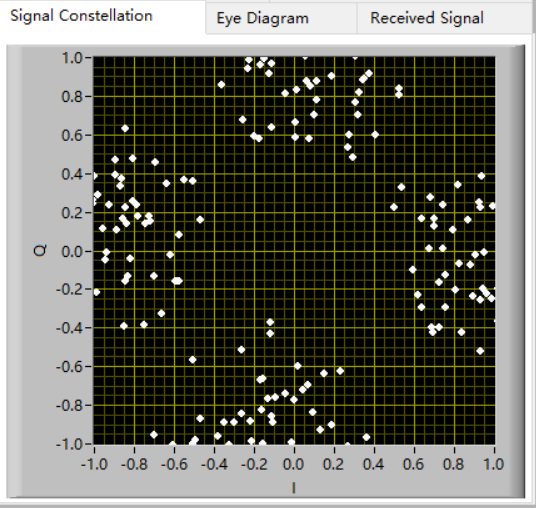 Signal Constellation
Eye Diagram
Received Signal
1.0
0.8
0.6
0.4
0.2
0.0
-0.2
-0.4
-0.6
-0.8
-1.0
Q
-1.0 -0.8 -0.6 -0.4 -0.2 0.0 0.2 0.4 0.6 0.8 1.0
I